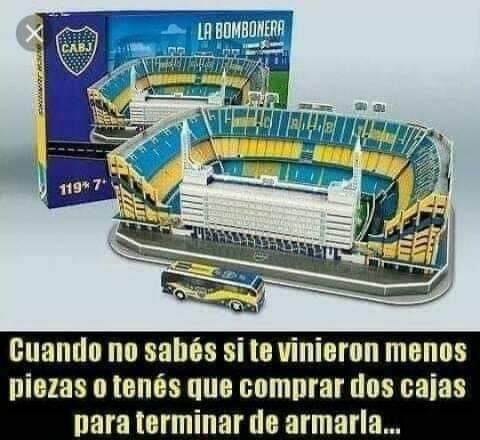 LA BOMBONERA
CABJ
119* 7+
Cuando no sabés si te vinieron menos
piezas o tenés que comprar dos cajas
para terminar de armarla...